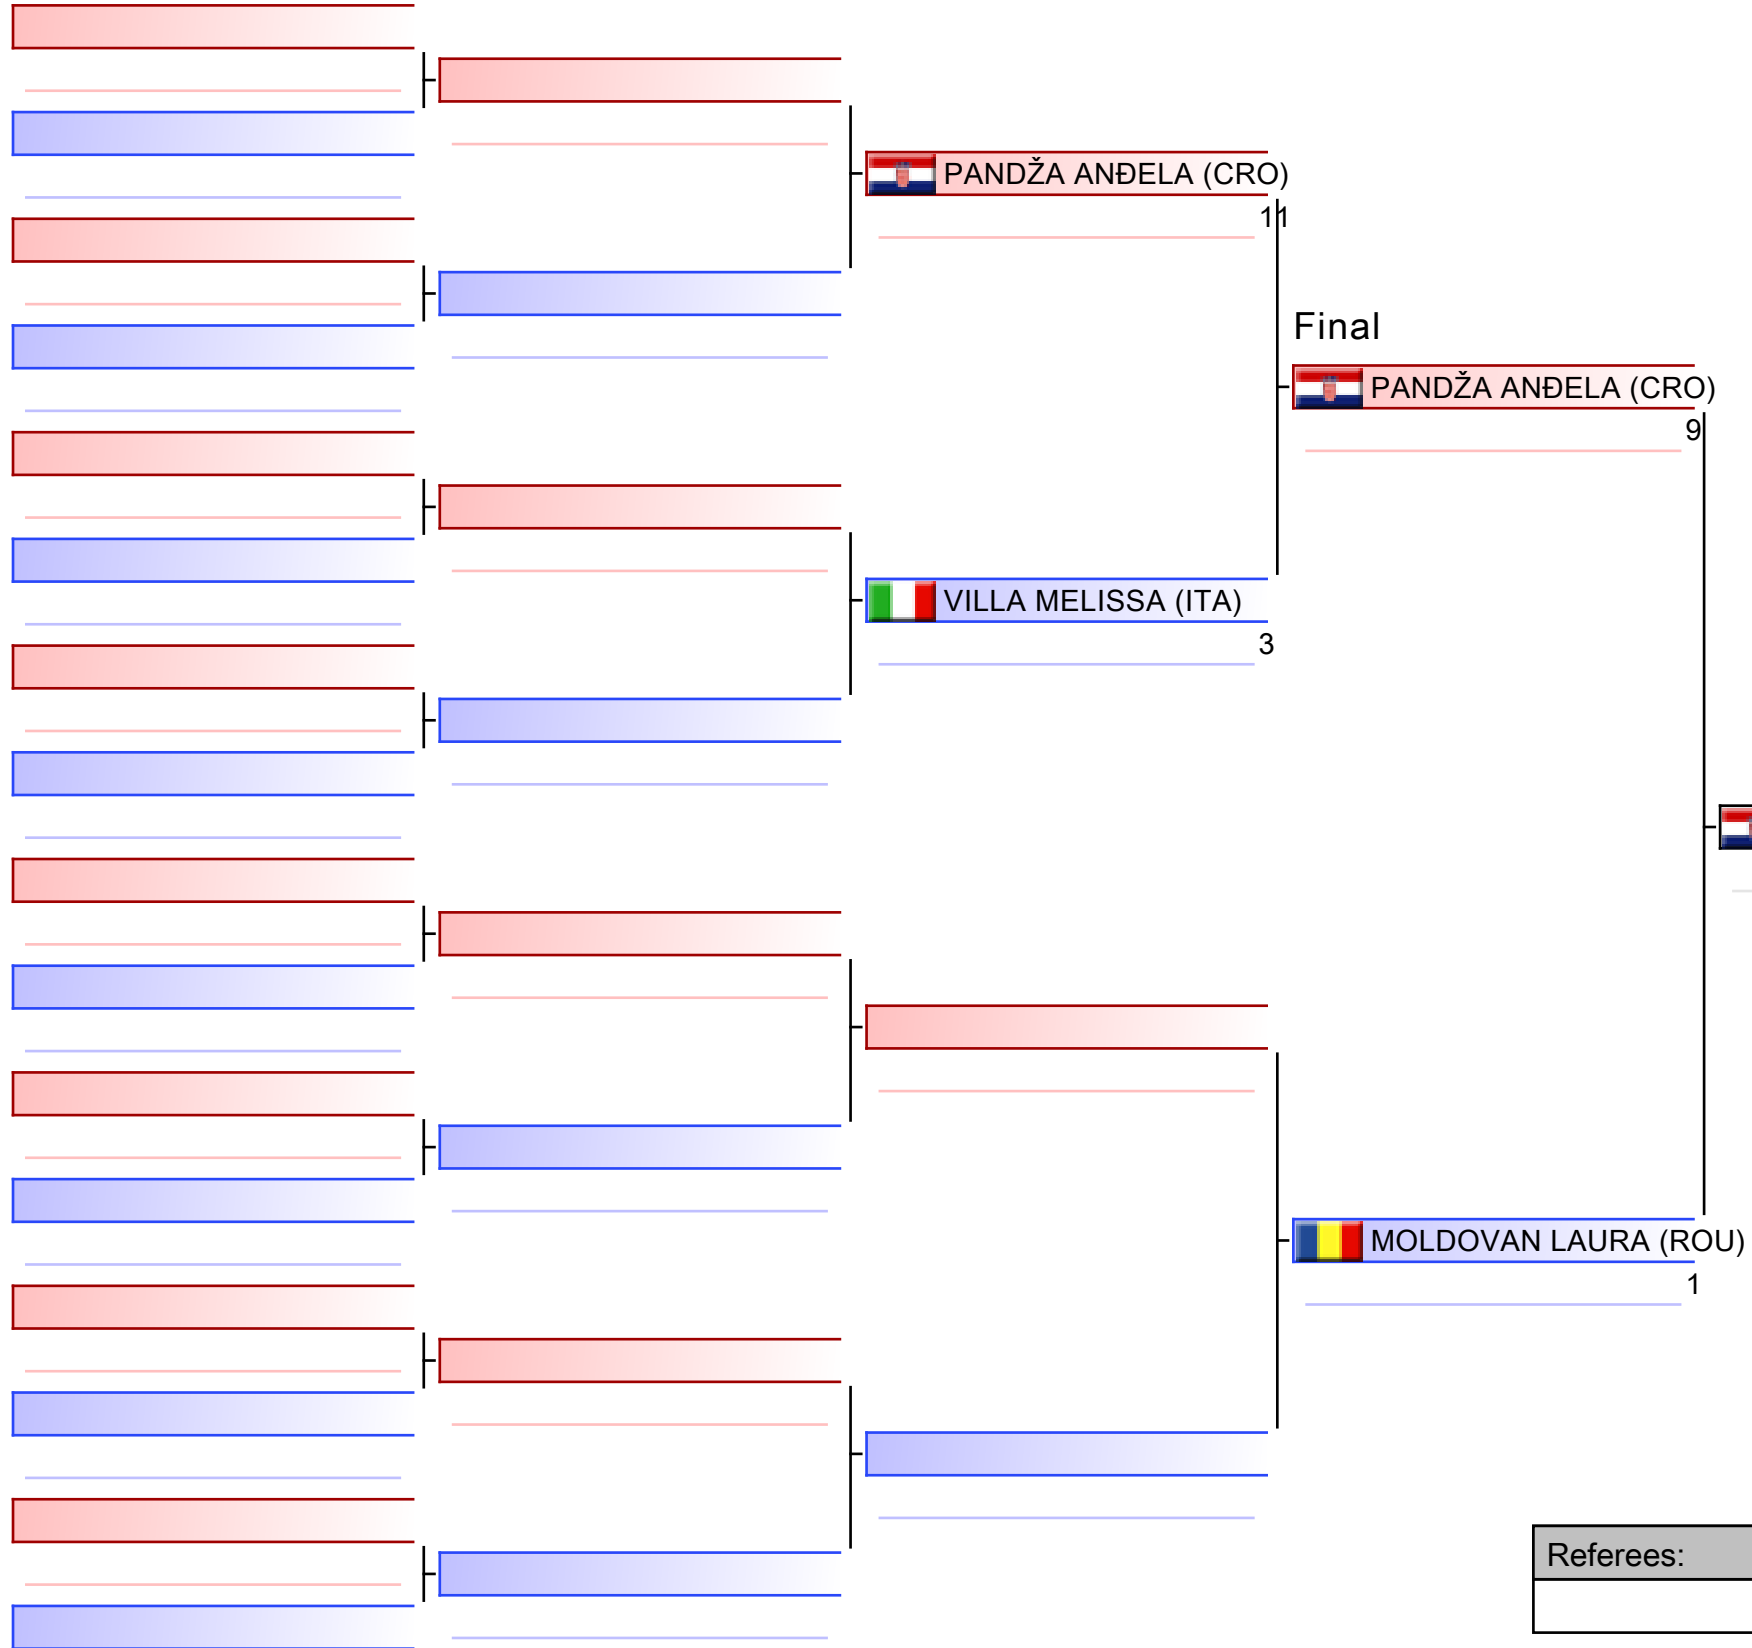 PANDŽA ANĐELA (CRO)
11
Final
PANDŽA ANĐELA (CRO)
9
VILLA MELISSA (ITA)
3
MOLDOVAN LAURA (ROU)
1
Referees: